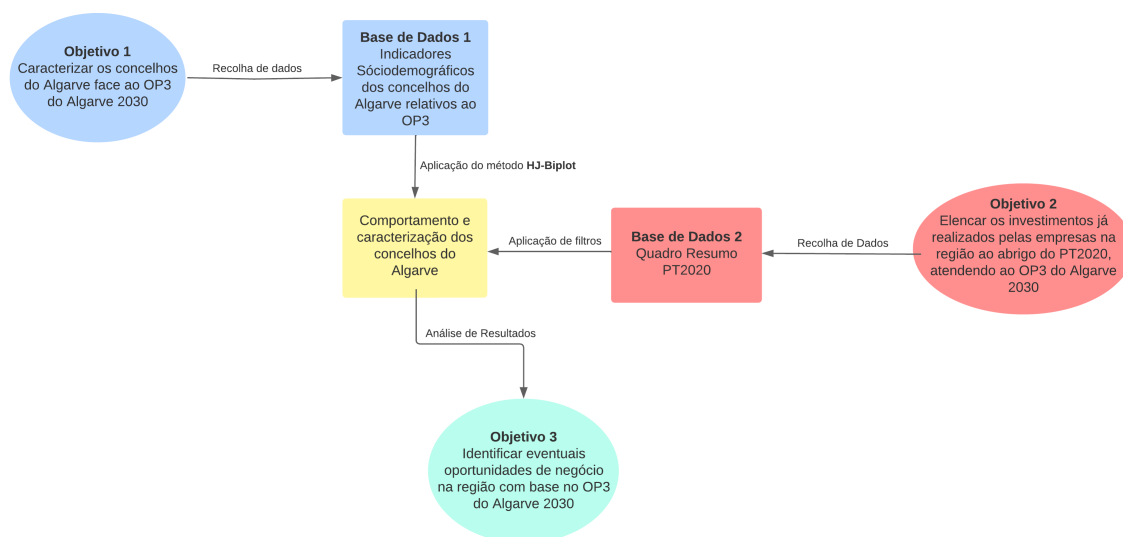 Objetivo 1
Caracterizar os concelhos
do Algarve face ao OP3
do Algarve 2030
Recolha de dados
Base de Dados 1
Indicadores
Sóciodemográficos
dos concelhos do
Algarve relativos ao
OP3
Aplicação do método HJ-Biplot
Comportamento e
caracterização dos
concelhos do
Algarve
Aplicação de filtros
Base de Dados 2
Quadro Resumo
PT2020
Recolha de Dados
Objetivo 2
Elencar os investimentos já
realizados pelas empresas na
região ao abrigo do PT2020,
atendendo ao OP3 do Algarve
2030
Análise de Resultados
Objetivo 3
Identificar eventuais
oportunidades de negócio
na região com base no OP3
do Algarve 2030